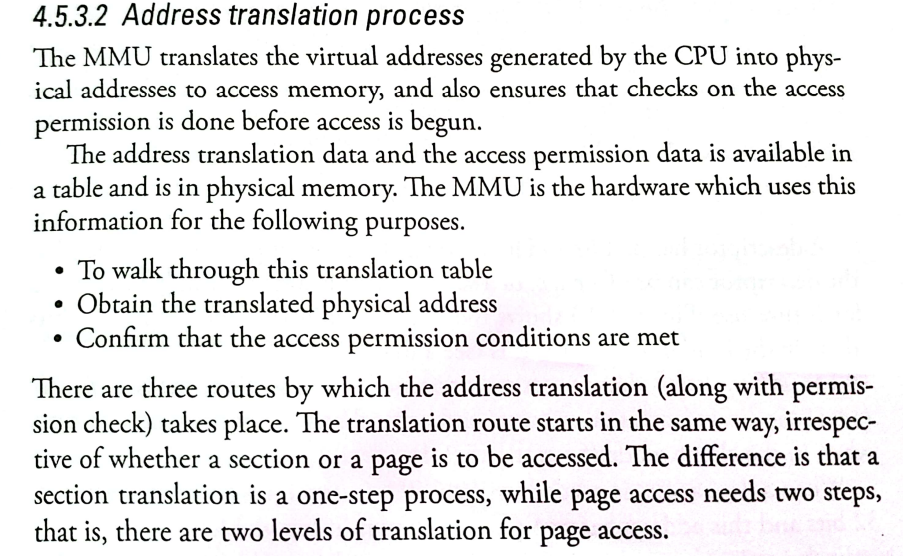 4.5.3.2 Address translation process
The MMU translates the virtual addresses generated by the CPU into phys-
ical addresses to access memory, and also ensures that checks on the access
permission is done before access is begun.
The address translation data and the access permission data is available in
a table and is in physical memory. The MMU is the hardware which uses this
information for the following purposes.
• To walk through this translation table
• Obtain the translated physical address
• Confirm that the access permission conditions are met
There are three routes by which the address translation (along with permis-
sion check) takes place. The translation route starts in the same way, irrespec-
tive of whether a section or a page is to be accessed. The difference is that a
section translation is a one-step process, while page access needs two steps,
that is, there are two levels of translation for page access.